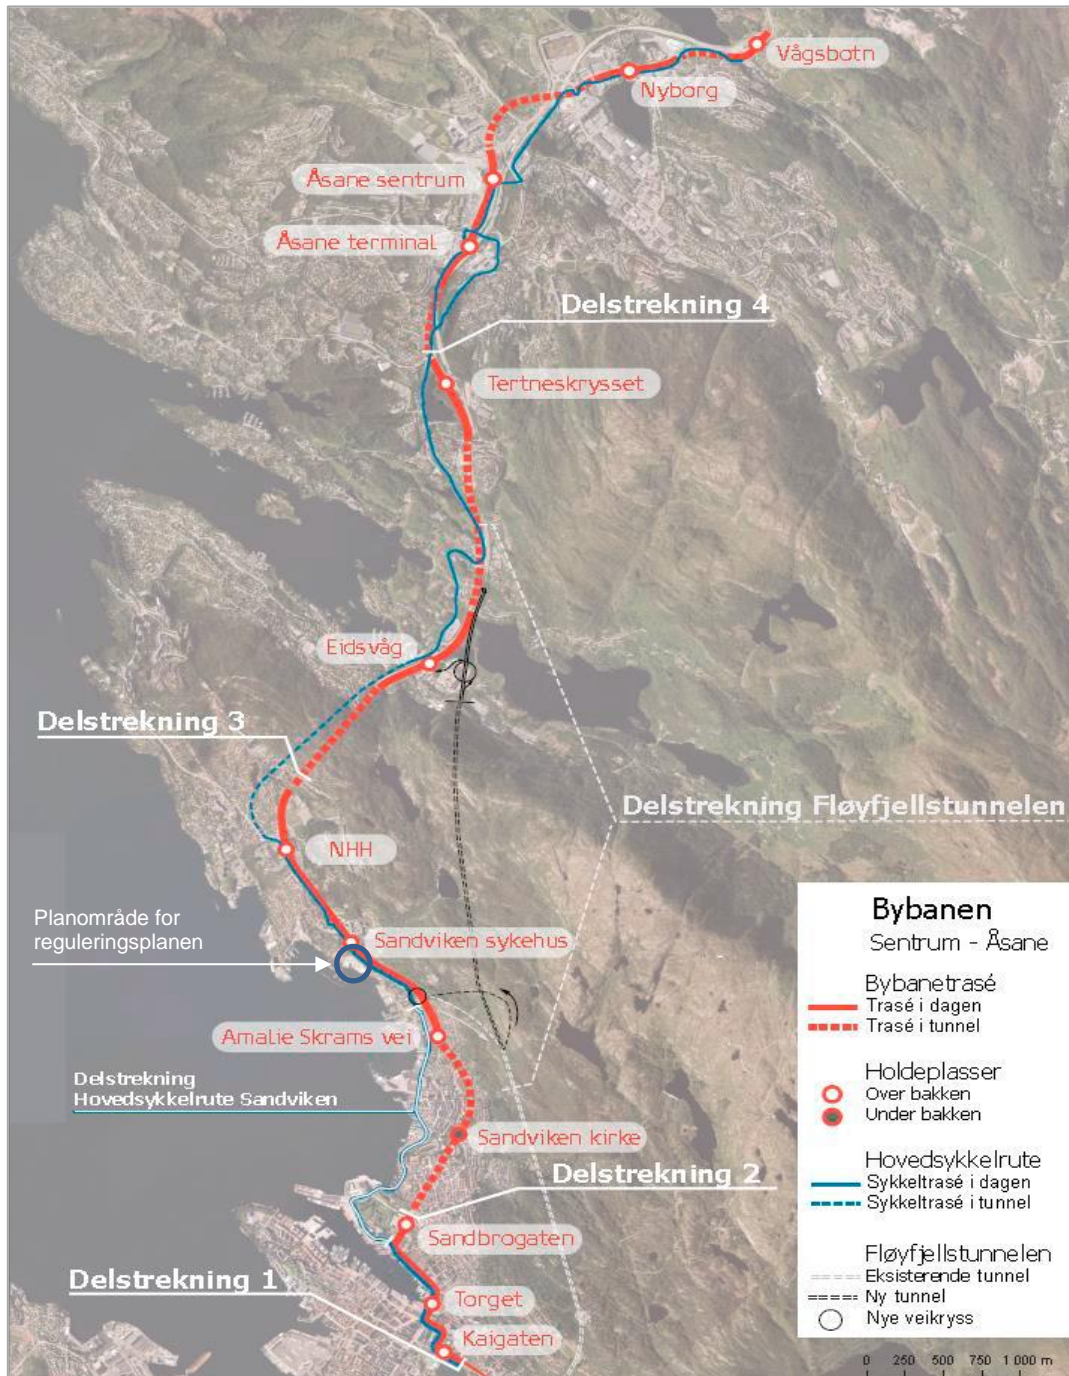 Vågsbotn
Nyborg
Åsane sentrum
Åsane terminal
Delstrekning 4
Tertneskrysset
Eidsvåg
Delstrekning 3
Delstrekning Fløyfjellstunnelen
NHH
Planområde for
reguleringsplanen
Sandviken sykehus
Amalie Skrams vei
Delstrekning
Hovedsykkelrute Sandviken
Sandviken kirke
Delstrekning 2
Sandbrogaten
Delstrekning 1
Torget
Kaigaten
Bybanen
Sentrum - Åsane
Bybanetrasé
Trasé i dagen
Trasé i tunnel
Holdeplasser
Over bakken
Under bakken
Hovedsykkelrute
Sykkeltrasé i dagen
Sykkeltrasé i tunnel
Fløyfjellstunnelen
Eksisterende tunnel
Ny tunnel
Nye veikryss
0 250 500 750 1 000 m